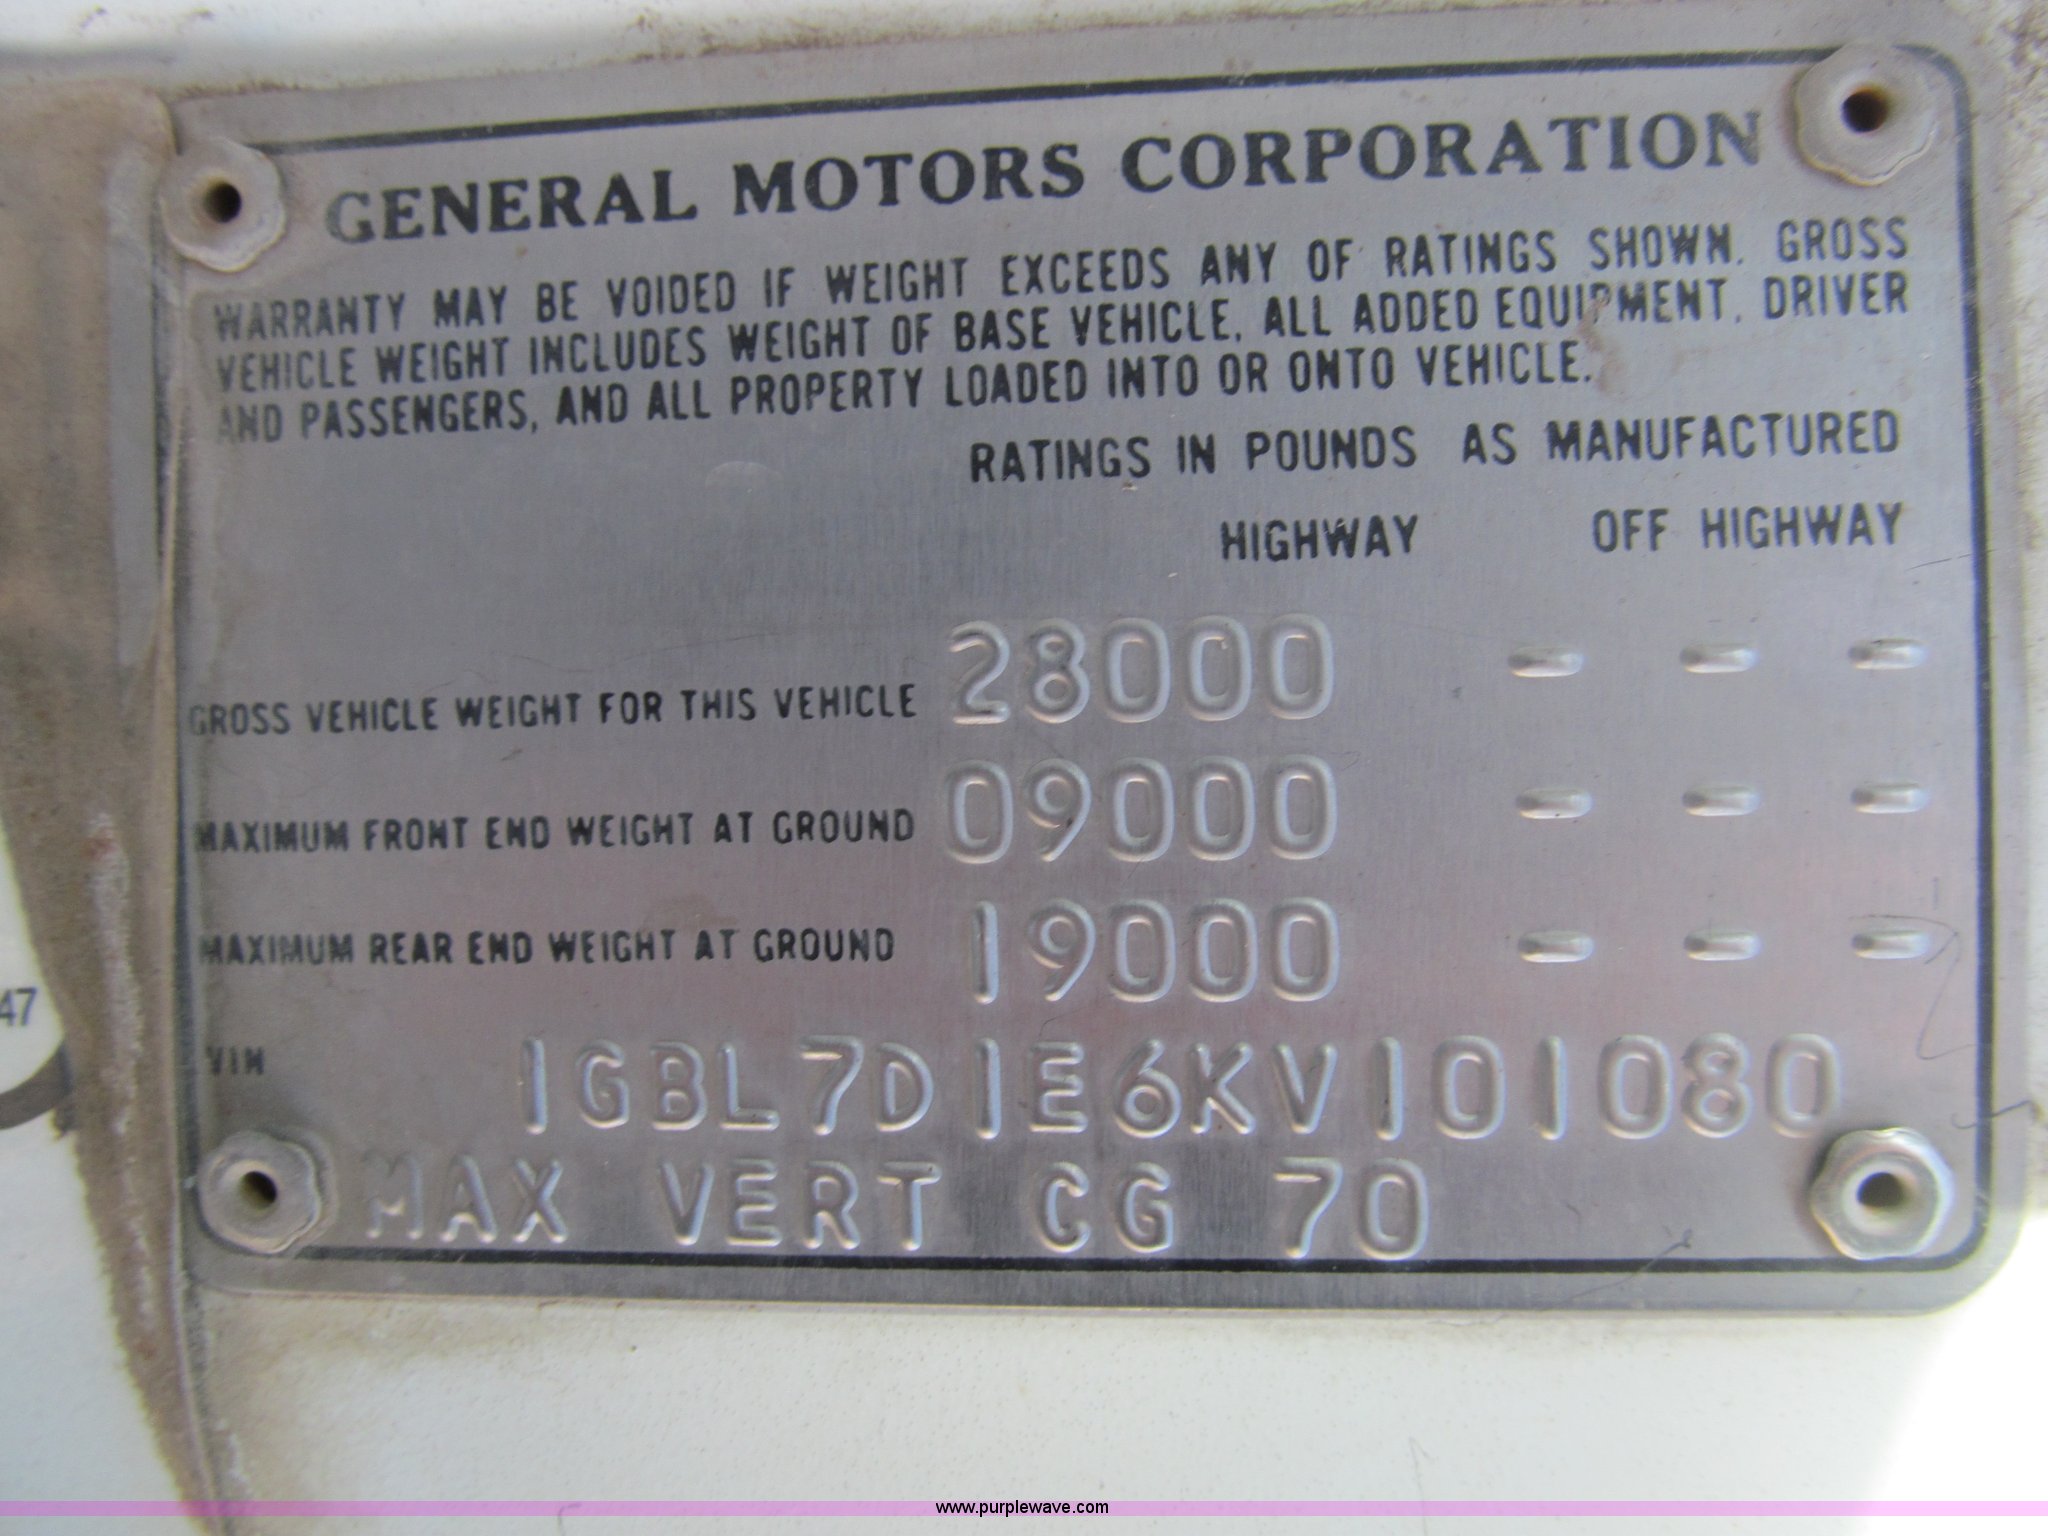 GENERAL MOTORS CORPORATION
WARRANTY MAY BE VOIDED IF WEIGHT EXCEEDS ANY OF RATINGS SHOWN. GROSS
VEHICLE WEIGHT INCLUDES WEIGHT OF BASE VEHICLE, ALL ADDED EQUIPMENT, DRIVER
AND PASSENGERS, AND ALL PROPERTY LOADED INTO OR ONTO VEHICLE.
RATINGS IN POUNDS AS MANUFACTURED
HIGHWAY OFF HIGHWAY
GROSS VEHICLE WEIGHT FOR THIS VEHICLE 28000 - - -
MAXIMUM FRONT END WEIGHT AT GROUND 09000 - - -
MAXIMUM REAR END WEIGHT AT GROUND 19000 - - -
47
VIN 1GBL7D1E6KV101080
MAX VERT CG 70
www.purplewave.com